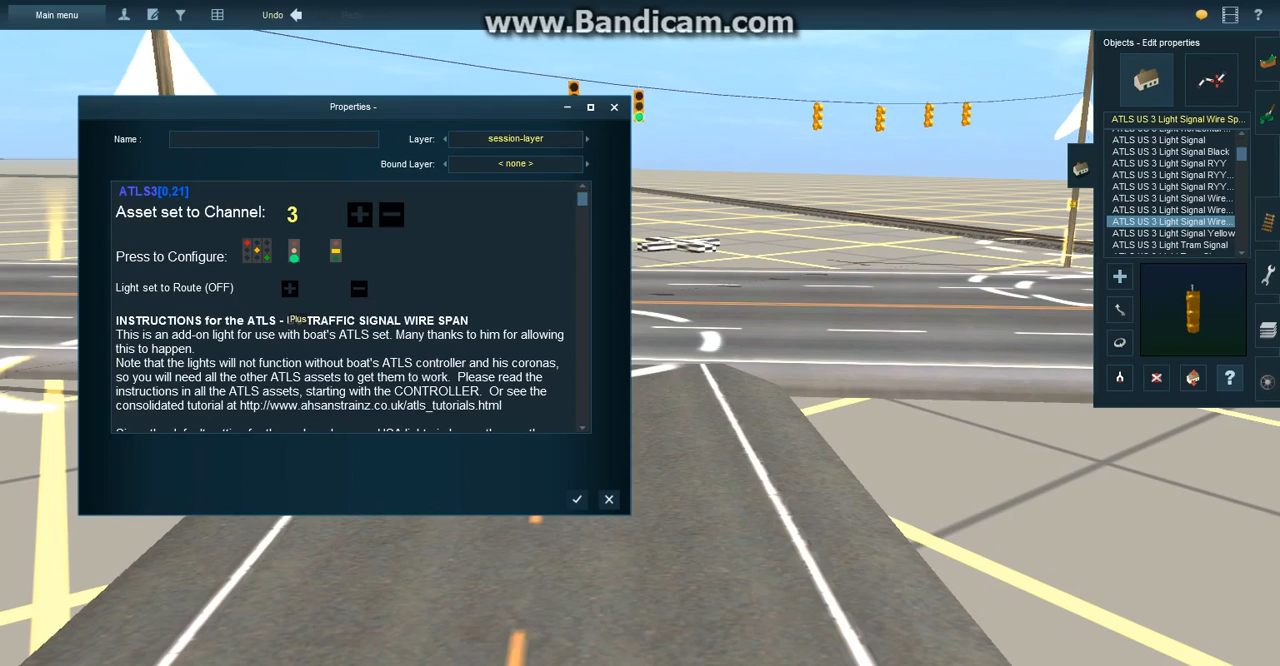 Main menu
Undo
www.Bandicam.com
?
Objects - Edit properties
Properties -
Name :
Layer:
session-layer
Bound Layer:
< none >
ATLS3[0,21]
Asset set to Channel: 3
Press to Configure:
Light set to Route (OFF)
INSTRUCTIONS for the ATLS - (Plus TRAFFIC SIGNAL WIRE SPAN
This is an add-on light for use with boat's ATLS set. Many thanks to him for allowing
this to happen.
Note that the lights will not function without boat's ATLS controller and his coronas,
so you will need all the other ATLS assets to get them to work. Please read the
instructions in all the ATLS assets, starting with the CONTROLLER. Or see the
consolidated tutorial at http://www.ahsanstrainz.co.uk/atls_tutorials.html
ATLS US 3 Light Signal Wire Sp...
ATLS US 3 Light Signal
ATLS US 3 Light Signal Black
ATLS US 3 Light Signal RYY
ATLS US 3 Light Signal RYY...
ATLS US 3 Light Signal RYY...
ATLS US 3 Light Signal Wire...
ATLS US 3 Light Signal Wire...
ATLS US 3 Light Signal Wire...
ATLS US 3 Light Signal Yellow
ATLS US 3 Light Tram Signal
?